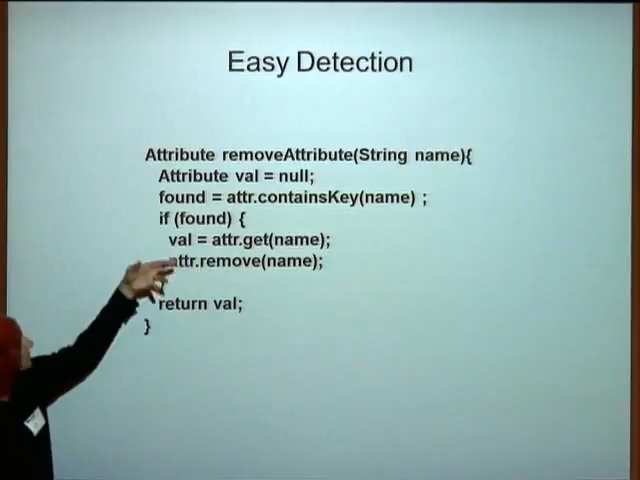 Easy Detection
Attribute removeAttribute(String name){
Attribute val = null;
found = attr.containsKey(name) ;
if (found) {
val = attr.get(name);
attr.remove(name);
return val;
}